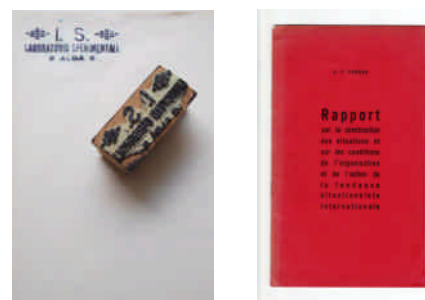 I. S.
LABORATORIO SPERIMENTALE
ALBA
Rapport
sur la construction
des situations et
sur les conditions
de l'organisation
et de l'action de
la tendance
situationniste
internationale